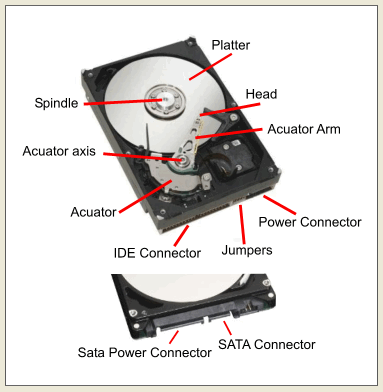 Platter
Head
Spindle
Acuator Arm
Acuator axis
Acuator
Power Connector
IDE Connector
Jumpers
Sata Power Connector
SATA Connector